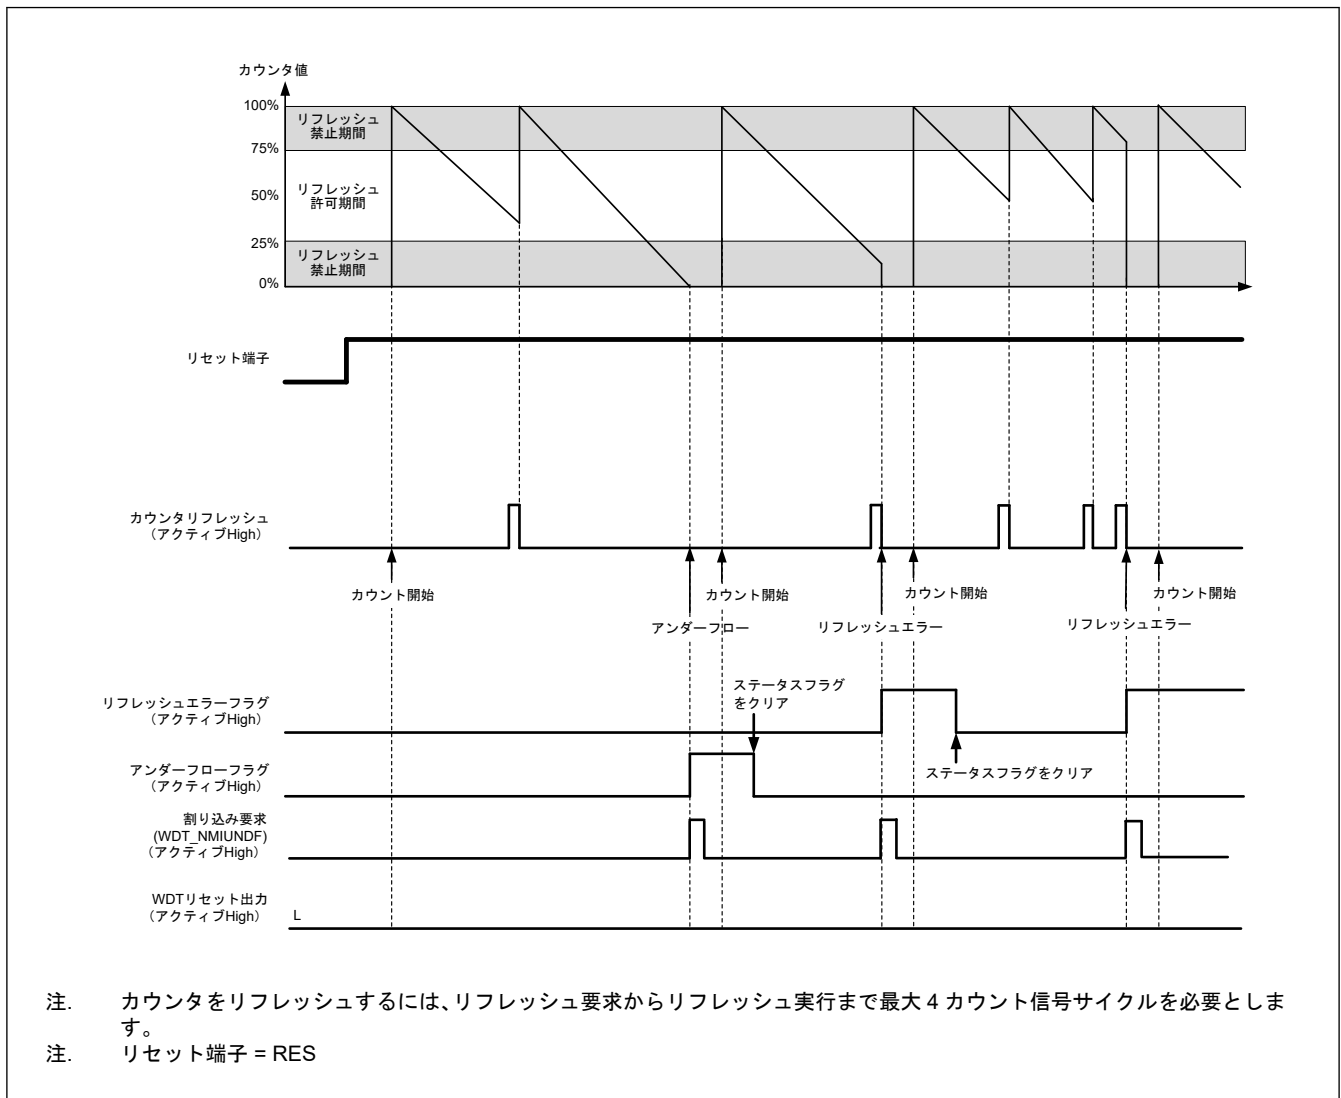 カウンタ値
100%
リフレッシュ
禁止期間
75%
リフレッシュ
許可期間
50%
25%
リフレッシュ
禁止期間
0%
リセット端子
カウンタリフレッシュ
(アクティブHigh)
カウント開始
カウント開始
カウント開始
カウント開始
アンダーフロー
リフレッシュエラー
リフレッシュエラー
ステータスフラグ
をクリア
リフレッシュエラーフラグ
(アクティブHigh)
アンダーフローフラグ
(アクティブHigh)
ステータスフラグをクリア
割り込み要求
(WDT_NMIUNDF)
(アクティブHigh)
WDTリセット出力
(アクティブHigh)
L
注. カウンタをリフレッシュするには、リフレッシュ要求からリフレッシュ実行まで最大 4 カウント信号サイクルを必要としま
す。
注. リセット端子 = RES